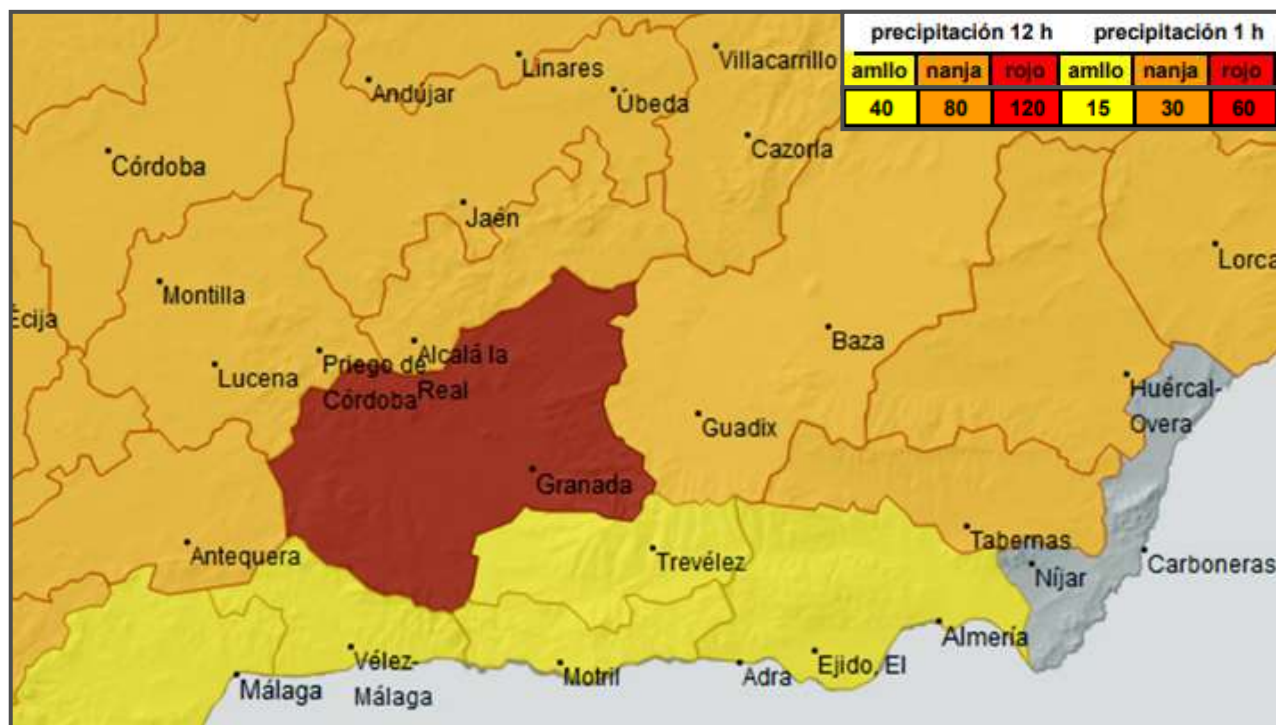 precipitación 12 h precipitación 1 h
amllo nanja rojo amllo nanja rojo
40 80 120 15 30 60
Linares
Villacarrillo
Andújar
Úbeda
Cazorla
Córdoba
Jaén
Lorca
Montilla
Écija
Baza
Priego de
Córdoba
Alcalá la
Real
Lucena
Huércal-
Overa
Guadix
Granada
Antequera
Trevélez
Tabernas
Níjar
Carboneras
Almería
Vélez-
Málaga
Motril
Adra
Ejido, El
Málaga